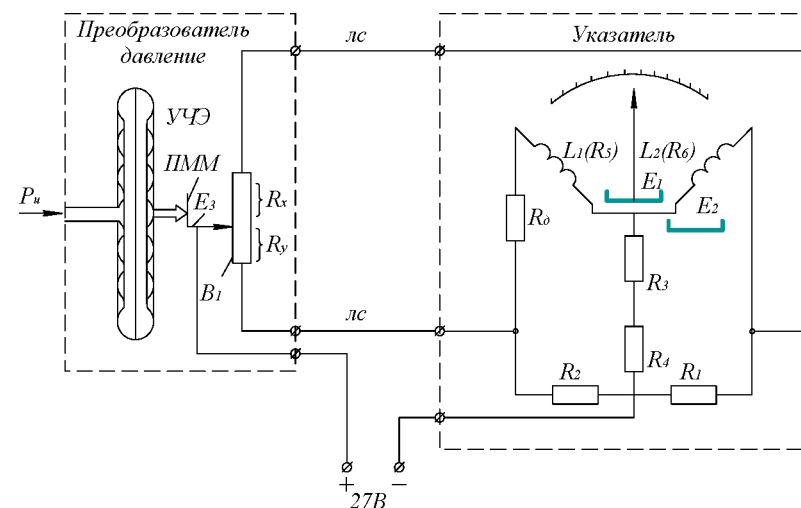 Преобразователь
давление
лс
Указатель
УЧЭ
ПММ
Pи
E3
Rx
Ry
B1
L1(R5)
L2(R6)
E1
E2
Rд
R3
лс
R4
R2
R1
+
27В
−